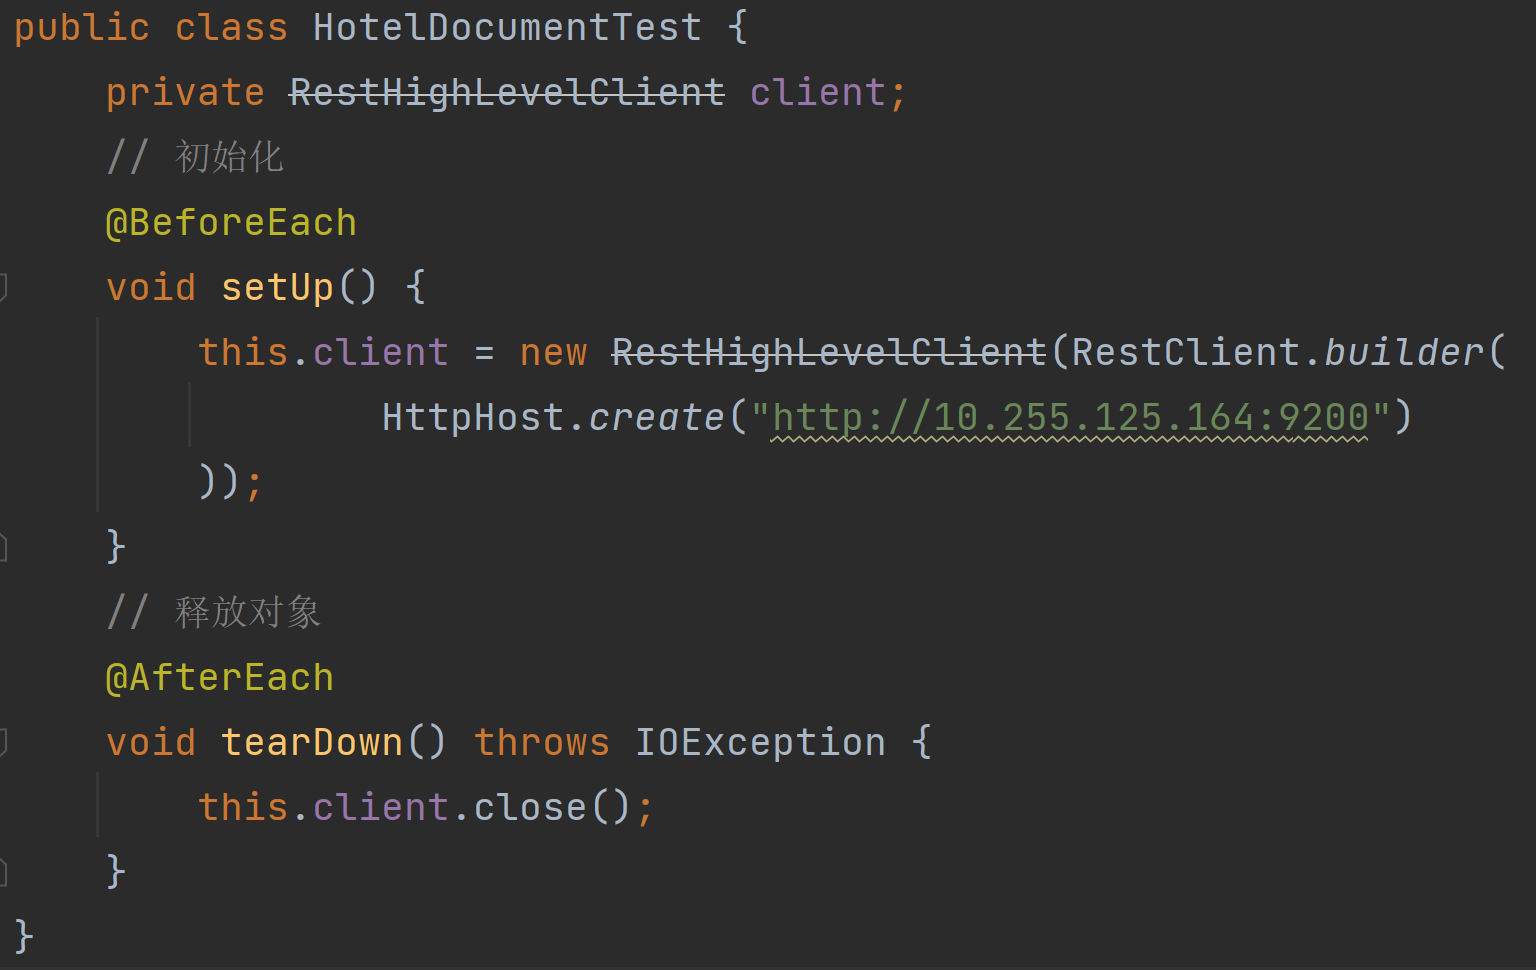 public class HotelDocumentTest {
    private RestHighLevelClient client;
    // 初始化
    @BeforeEach
    void setUp() {
        this.client = new RestHighLevelClient(RestClient.builder(
                HttpHost.create("http://10.255.125.164:9200")
        ));
    }
    // 释放对象
    @AfterEach
    void tearDown() throws IOException {
        this.client.close();
    }
}